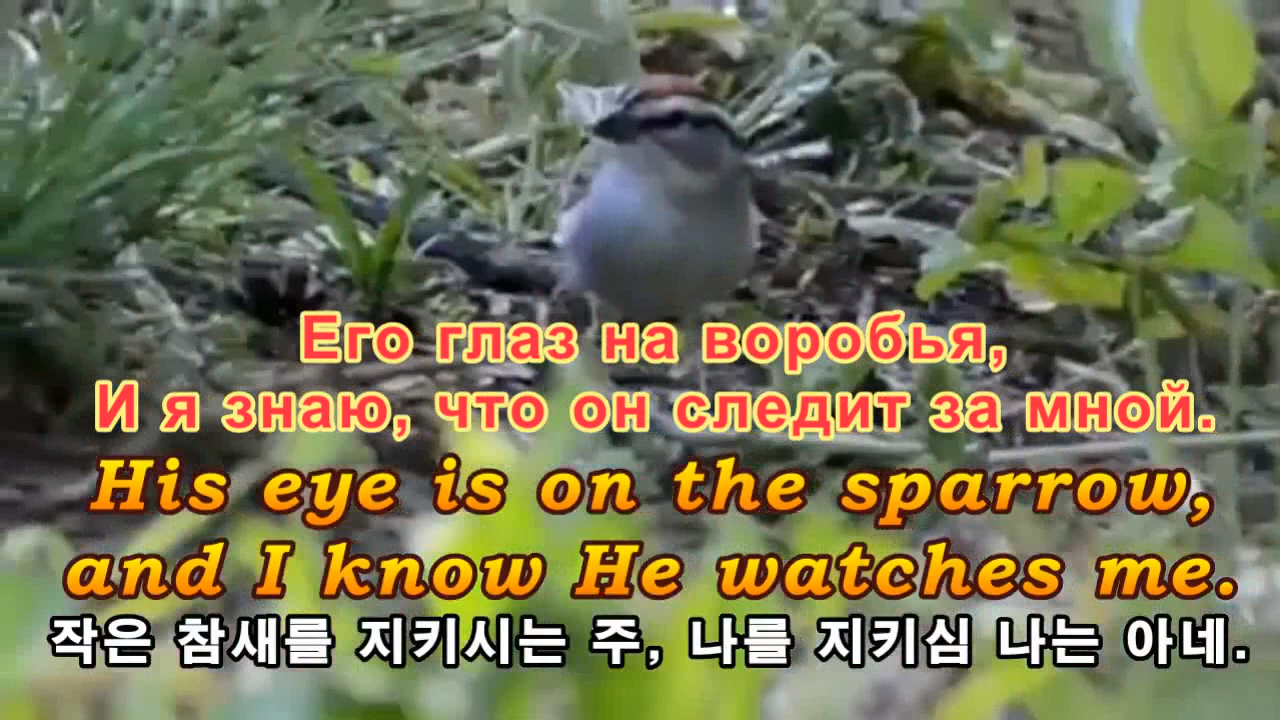 Его глаз на воробья,
И я знаю, что он следит за мной.
His eye is on the sparrow,
and I know He watches me.
작은 참새를 지키시는 주, 나를 지키심 나는 아네.